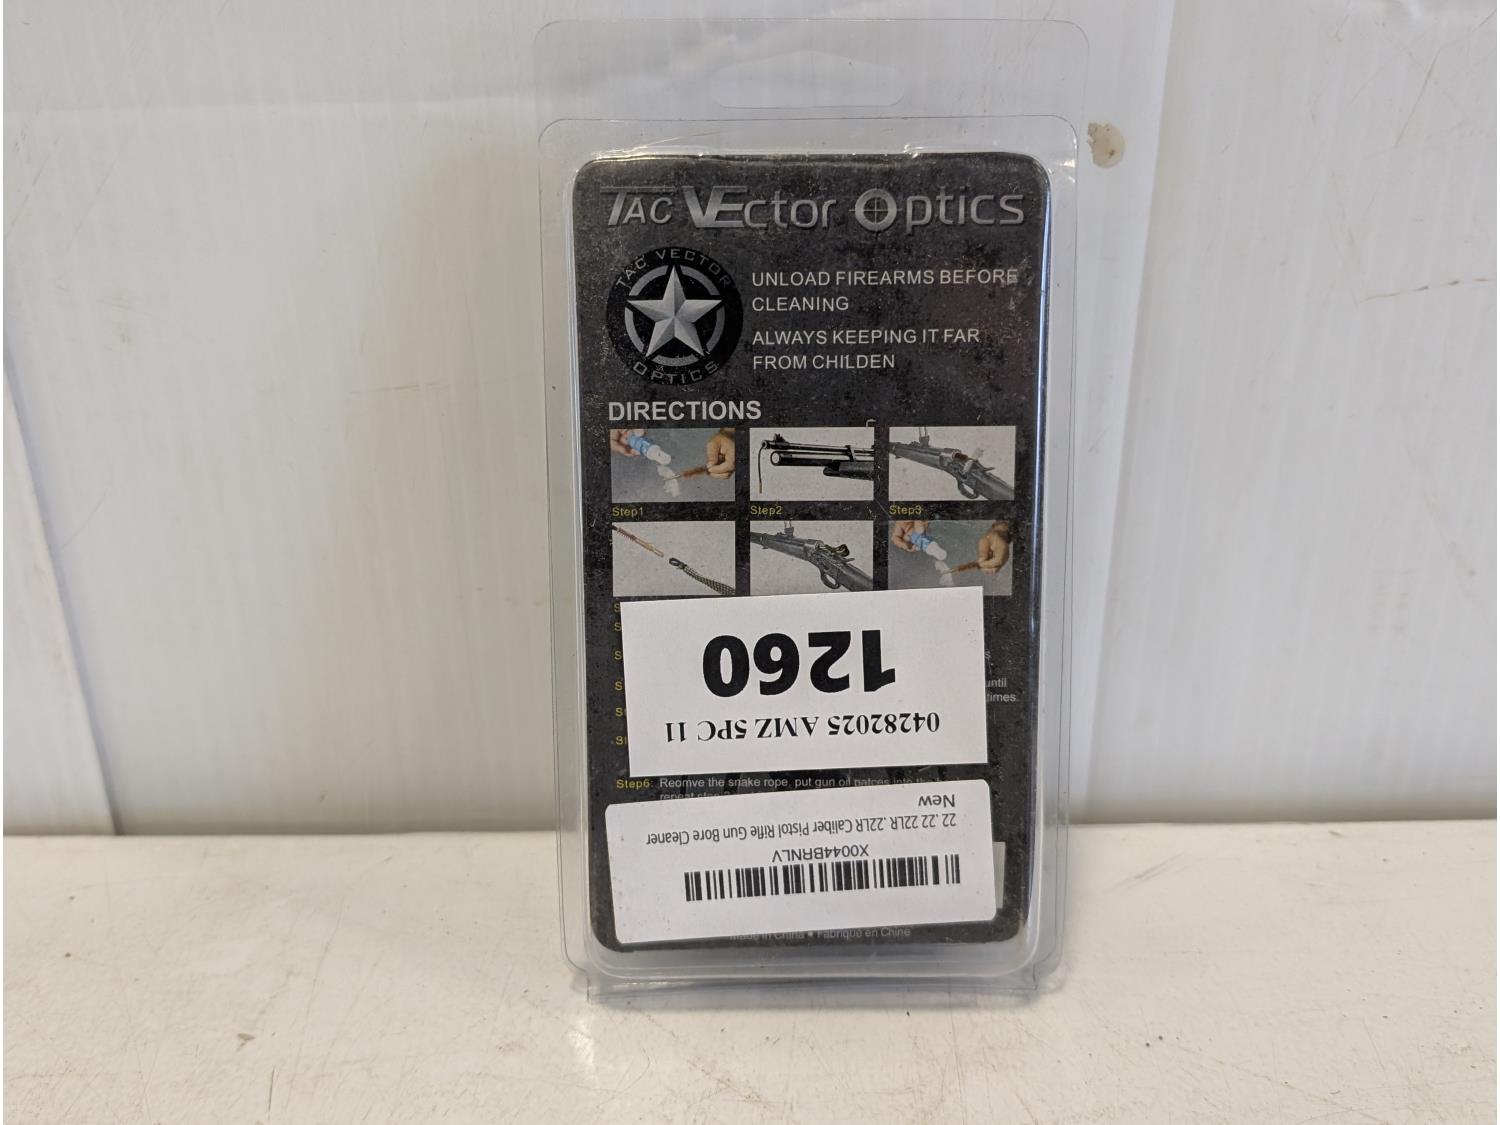 TAC VEctor Optics
TAC VECTOR
OPTICS
UNLOAD FIREARMS BEFORE
CLEANING
ALWAYS KEEPING IT FAR
FROM CHILDEN
DIRECTIONS
Step1 Step2 Step3
until
times.
1260
04282025 AMZ 5PC 11
Step6: Reomve the snake rope, put gun oil patces into the
New
22 .22 22LR .22LR Caliber Pistol Rifle Gun Bore Cleaner
X0044BRNLV
Made in China • Fabriqué en Chine